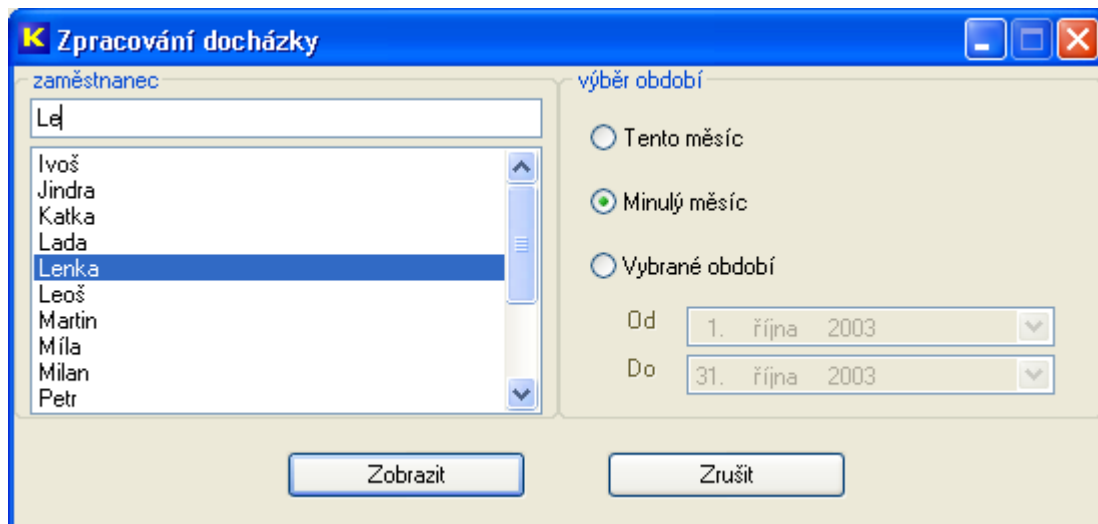 K Zpracování docházky
zaměstnanec
Le
Ivoš
Jindra
Katka
Lada
Lenka
Leoš
Martin
Míla
Milan
Petr
výběr období
Tento měsíc
Minulý měsíc
Vybrané období
Od 1. října 2003
Do 31. října 2003
Zobrazit Zrušit